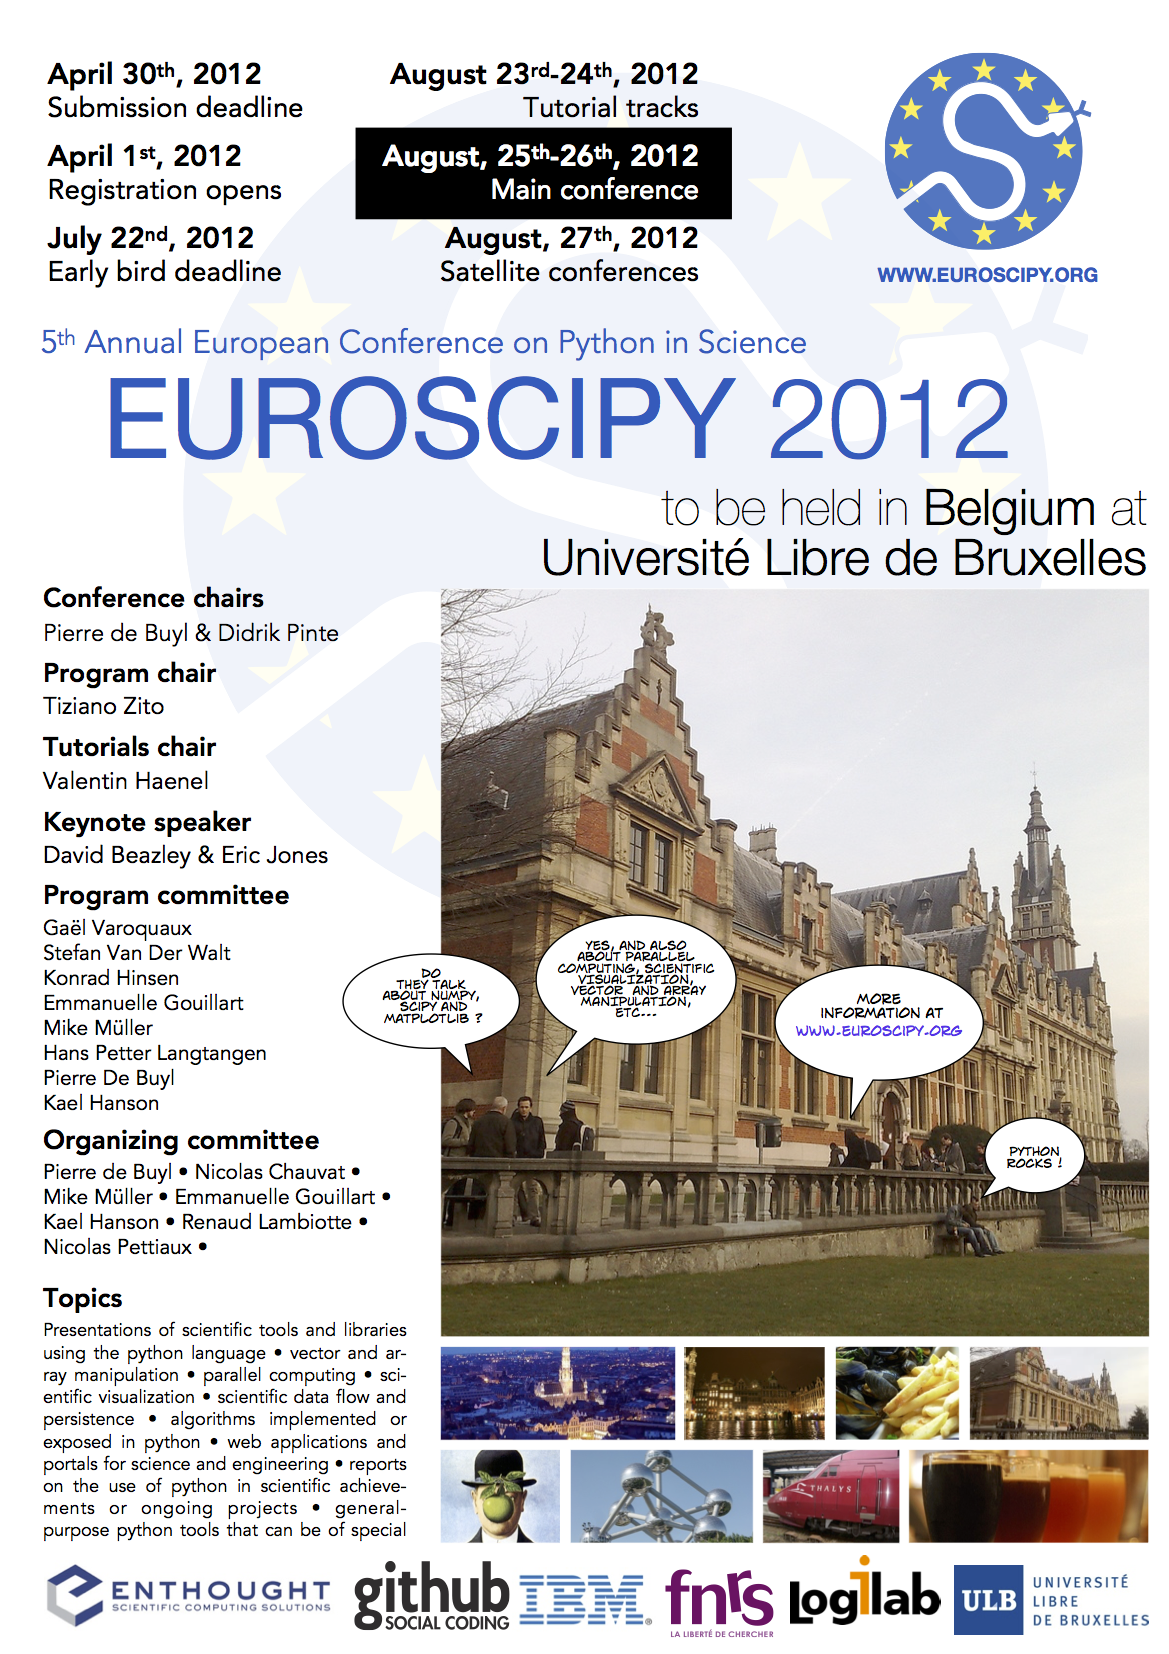 April 30th, 2012
Submission deadline
April 1st, 2012
Registration opens
July 22nd, 2012
Early bird deadline
August 23rd-24th, 2012
Tutorial tracks
August, 25th-26th, 2012
Main conference
August, 27th, 2012
Satellite conferences
WWW.EUROSCIPY.ORG
5th Annual European Conference on Python in Science
EUROSCIPY 2012
to be held in Belgium at
Université Libre de Bruxelles
Conference chairs
Pierre de Buyl & Didrik Pinte
Program chair
Tiziano Zito
Tutorials chair
Valentin Haenel
Keynote speaker
David Beazley & Eric Jones
Program committee
Gaël Varoquaux
Stefan Van Der Walt
Konrad Hinsen
Emmanuelle Gouillart
Mike Müller
Hans Petter Langtangen
Pierre De Buyl
Kael Hanson
Organizing committee
Pierre de Buyl • Nicolas Chauvat •
Mike Müller • Emmanuelle Gouillart •
Kael Hanson • Renaud Lambiotte •
Nicolas Pettiaux •
Topics
Presentations of scientific tools and libraries
using the python language • vector and ar-
ray manipulation • parallel computing • sci-
entific visualization • scientific data flow and
persistence • algorithms implemented or
exposed in python • web applications and
portals for science and engineering • reports
on the use of python in scientific achieve-
ments or ongoing projects • general-
purpose python tools that can be of special
DO
THEY TALK
ABOUT NUMPY,
SCIPY AND
MATPLOTLIB ?
YES, AND ALSO
ABOUT PARALLEL
COMPUTING, SCIENTIFIC
VISUALIZATION,
VECTOR AND ARRAY
MANIPULATION,
ETC...
MORE
INFORMATION AT
WWW.EUROSCIPY.ORG
PYTHON
ROCKS !
THALYS
ENTHOUGHT
SCIENTIFIC COMPUTING SOLUTIONS
github
SOCIAL CODING
IBM®
fnrs
LA LIBERTÉ DE CHERCHER
Logilab
ULB
UNIVERSITÉ
LIBRE
DE BRUXELLES